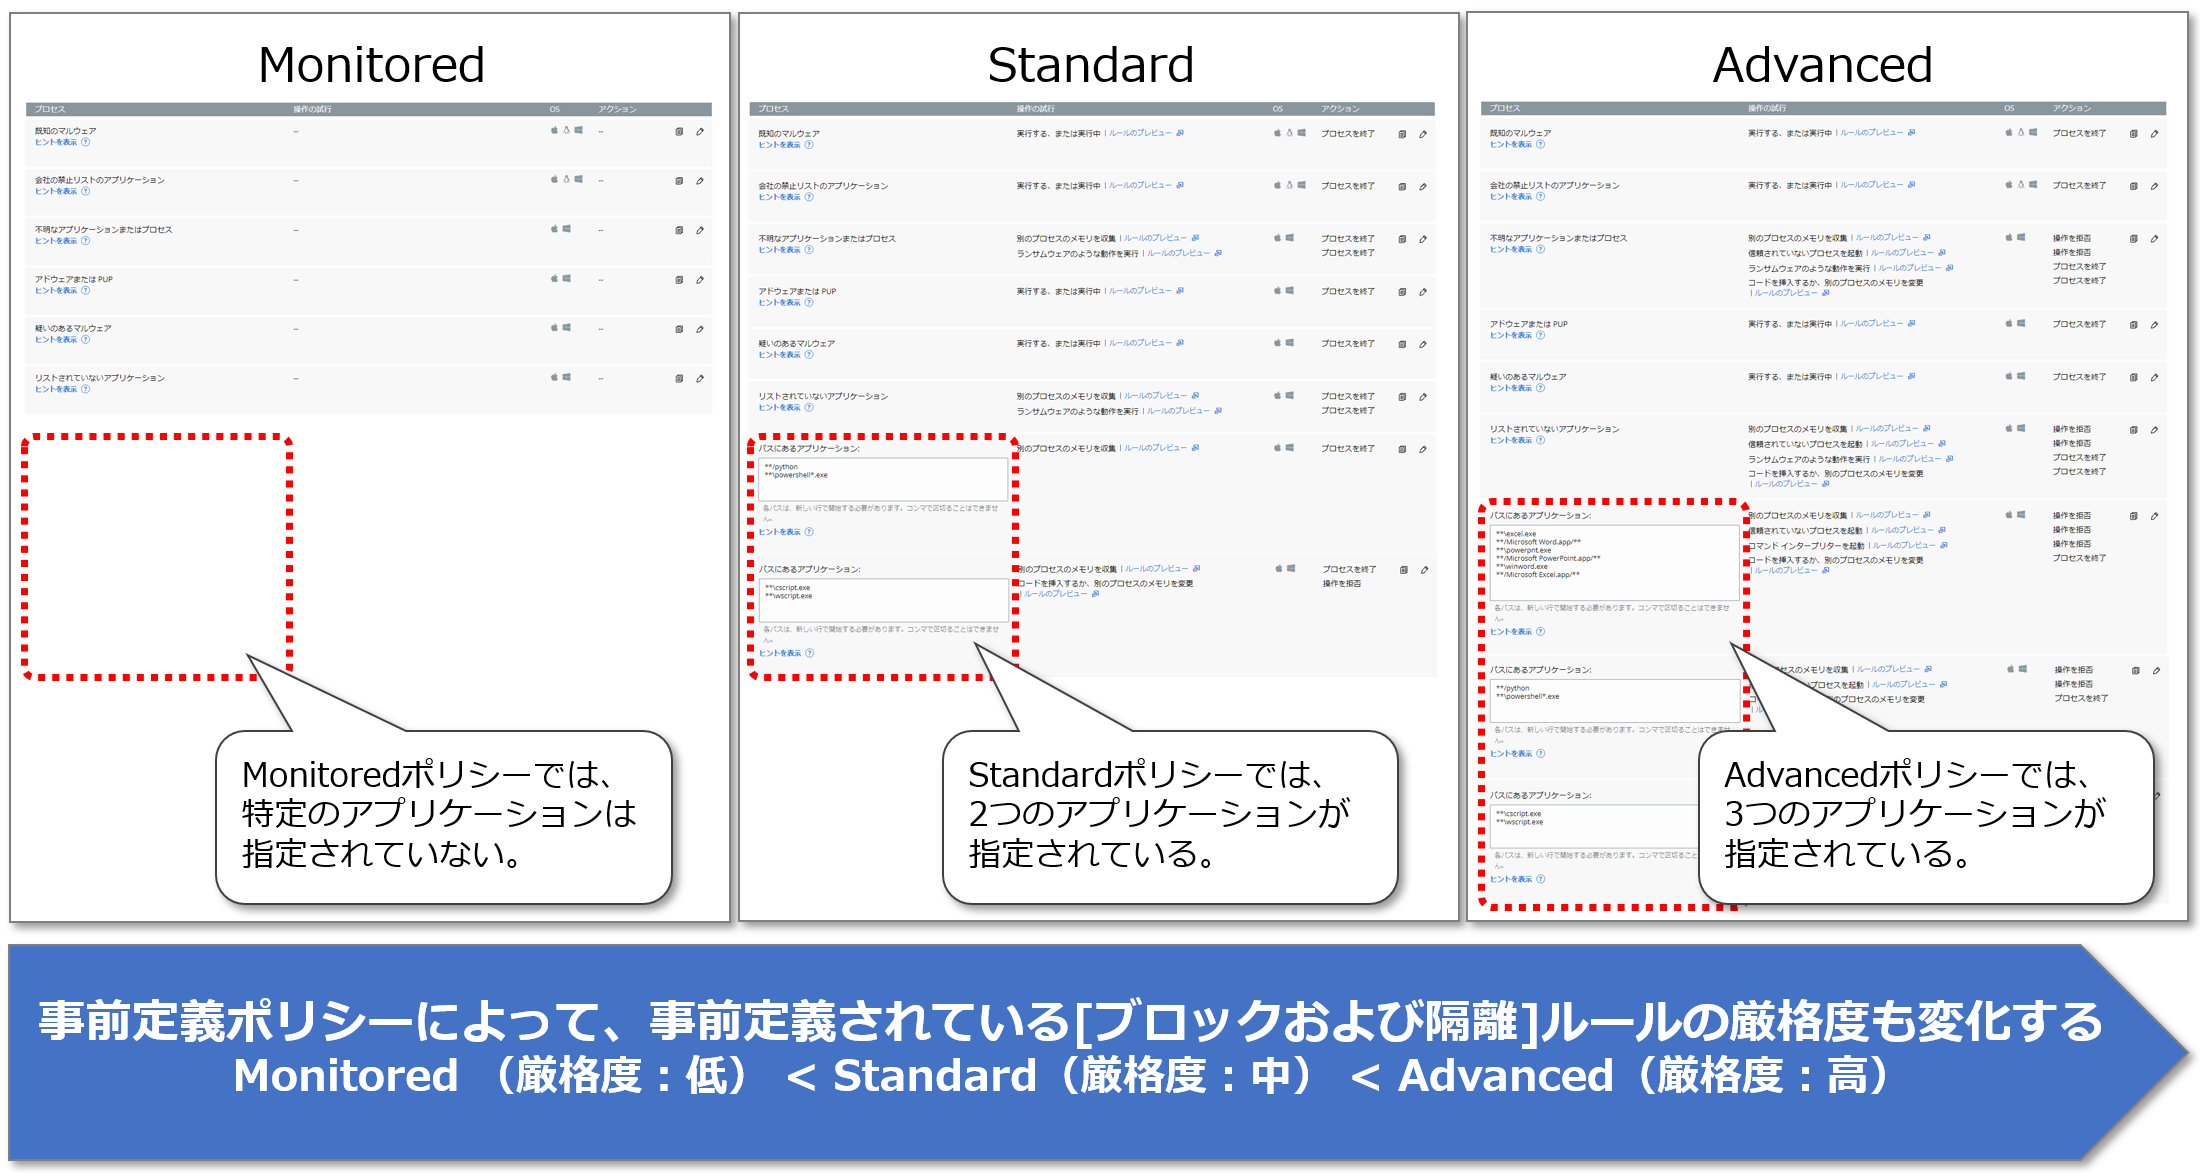 Monitored
プロセス 操作の試行 OS アクション
既知のマルウェア -- --
ヒントを表示 ?
会社の禁止リストのアプリケーション -- --
ヒントを表示 ?
不明なアプリケーションまたはプロセス -- --
ヒントを表示 ?
アドウェアまたは PUP -- --
ヒントを表示 ?
疑いのあるマルウェア -- --
ヒントを表示 ?
リストされていないアプリケーション -- --
ヒントを表示 ?
Monitoredポリシーでは、
特定のアプリケーションは
指定されていない。
Standard
プロセス 操作の試行 OS アクション
既知のマルウェア 実行する、または実行中 | ルールのプレビュー プロセスを終了
ヒントを表示 ?
会社の禁止リストのアプリケーション 実行する、または実行中 | ルールのプレビュー プロセスを終了
ヒントを表示 ?
不明なアプリケーションまたはプロセス 別のプロセスのメモリを収集 | ルールのプレビュー プロセスを終了
ヒントを表示 ? ランサムウェアのような動作を実行 | ルールのプレビュー プロセスを終了
アドウェアまたは PUP 実行する、または実行中 | ルールのプレビュー プロセスを終了
ヒントを表示 ?
疑いのあるマルウェア 実行する、または実行中 | ルールのプレビュー プロセスを終了
ヒントを表示 ?
リストされていないアプリケーション 別のプロセスのメモリを収集 | ルールのプレビュー プロセスを終了
ヒントを表示 ? ランサムウェアのような動作を実行 | ルールのプレビュー プロセスを終了
パスにあるアプリケーション: 別のプロセスのメモリを収集 | ルールのプレビュー プロセスを終了
**/python
**\powershell*.exe
各パスは、新しい行で開始する必要があります。コンマで区切ることはできませ
ん。
ヒントを表示 ?
パスにあるアプリケーション: 別のプロセスのメモリを収集 | ルールのプレビュー プロセスを終了
コードを挿入するか、別のプロセスのメモリを変更 操作を拒否
| ルールのプレビュー
**\cscript.exe
**\wscript.exe
各パスは、新しい行で開始する必要があります。コンマで区切ることはできませ
ん。
ヒントを表示 ?
Standardポリシーでは、
2つのアプリケーションが
指定されている。
Advanced
プロセス 操作の試行 OS アクション
既知のマルウェア 実行する、または実行中 | ルールのプレビュー プロセスを終了
ヒントを表示 ?
会社の禁止リストのアプリケーション 実行する、または実行中 | ルールのプレビュー プロセスを終了
ヒントを表示 ?
不明なアプリケーションまたはプロセス 別のプロセスのメモリを収集 | ルールのプレビュー 操作を拒否
ヒントを表示 ? 信頼されていないプロセスを起動 | ルールのプレビュー 操作を拒否
ランサムウェアのような動作を実行 | ルールのプレビュー プロセスを終了
コードを挿入するか、別のプロセスのメモリを変更 プロセスを終了
| ルールのプレビュー
アドウェアまたは PUP 実行する、または実行中 | ルールのプレビュー プロセスを終了
ヒントを表示 ?
疑いのあるマルウェア 実行する、または実行中 | ルールのプレビュー プロセスを終了
ヒントを表示 ?
リストされていないアプリケーション 別のプロセスのメモリを収集 | ルールのプレビュー 操作を拒否
ヒントを表示 ? 信頼されていないプロセスを起動 | ルールのプレビュー 操作を拒否
ランサムウェアのような動作を実行 | ルールのプレビュー プロセスを終了
コードを挿入するか、別のプロセスのメモリを変更 プロセスを終了
| ルールのプレビュー
パスにあるアプリケーション: 別のプロセスのメモリを収集 | ルールのプレビュー 操作を拒否
信頼されていないプロセスを起動 | ルールのプレビュー 操作を拒否
コマンド インタープリターを起動 | ルールのプレビュー 操作を拒否
コードを挿入するか、別のプロセスのメモリを変更 プロセスを終了
| ルールのプレビュー
**\excel.exe
**/Microsoft Word.app/**
**\powerpnt.exe
**/Microsoft PowerPoint.app/**
**\winword.exe
**/Microsoft Excel.app/**
各パスは、新しい行で開始する必要があります。コンマで区切ることはできませ
ん。
ヒントを表示 ?
パスにあるアプリケーション: セスのメモリを収集 | ルールのプレビュー 操作を拒否
いプロセスを起動 | ルールのプレビュー 操作を拒否
のプロセスのメモリを変更 プロセスを終了
**/python
**\powershell*.exe
各パスは、新しい行で開始する必要があります。コンマで区切ることはできませ
ん。
ヒントを表示 ?
パスにあるアプリケーション:
**\cscript.exe
**\wscript.exe
各パスは、新しい行で開始する必要があります。コンマで区切ること
ん。
ヒントを表示 ?
Advancedポリシーでは、
3つのアプリケーションが
指定されている。
事前定義ポリシーによって、事前定義されている[ブロックおよび隔離]ルールの厳格度も変化する
Monitored （厳格度：低） < Standard（厳格度：中） < Advanced（厳格度：高）